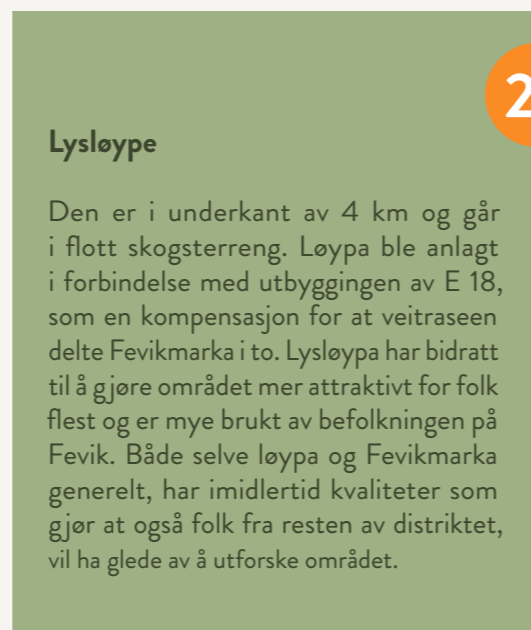 2
Lysløype
Den er i underkant av 4 km og går
i flott skogsterreng. Løypa ble anlagt
i forbindelse med utbyggingen av E 18,
som en kompensasjon for at veitraseen
delte Fevikmarka i to. Lysløypa har bidratt
til å gjøre området mer attraktivt for folk
flest og er mye brukt av befolkningen på
Fevik. Både selve løypa og Fevikmarka
generelt, har imidlertid kvaliteter som
gjør at også folk fra resten av distriktet,
vil ha glede av å utforske området.